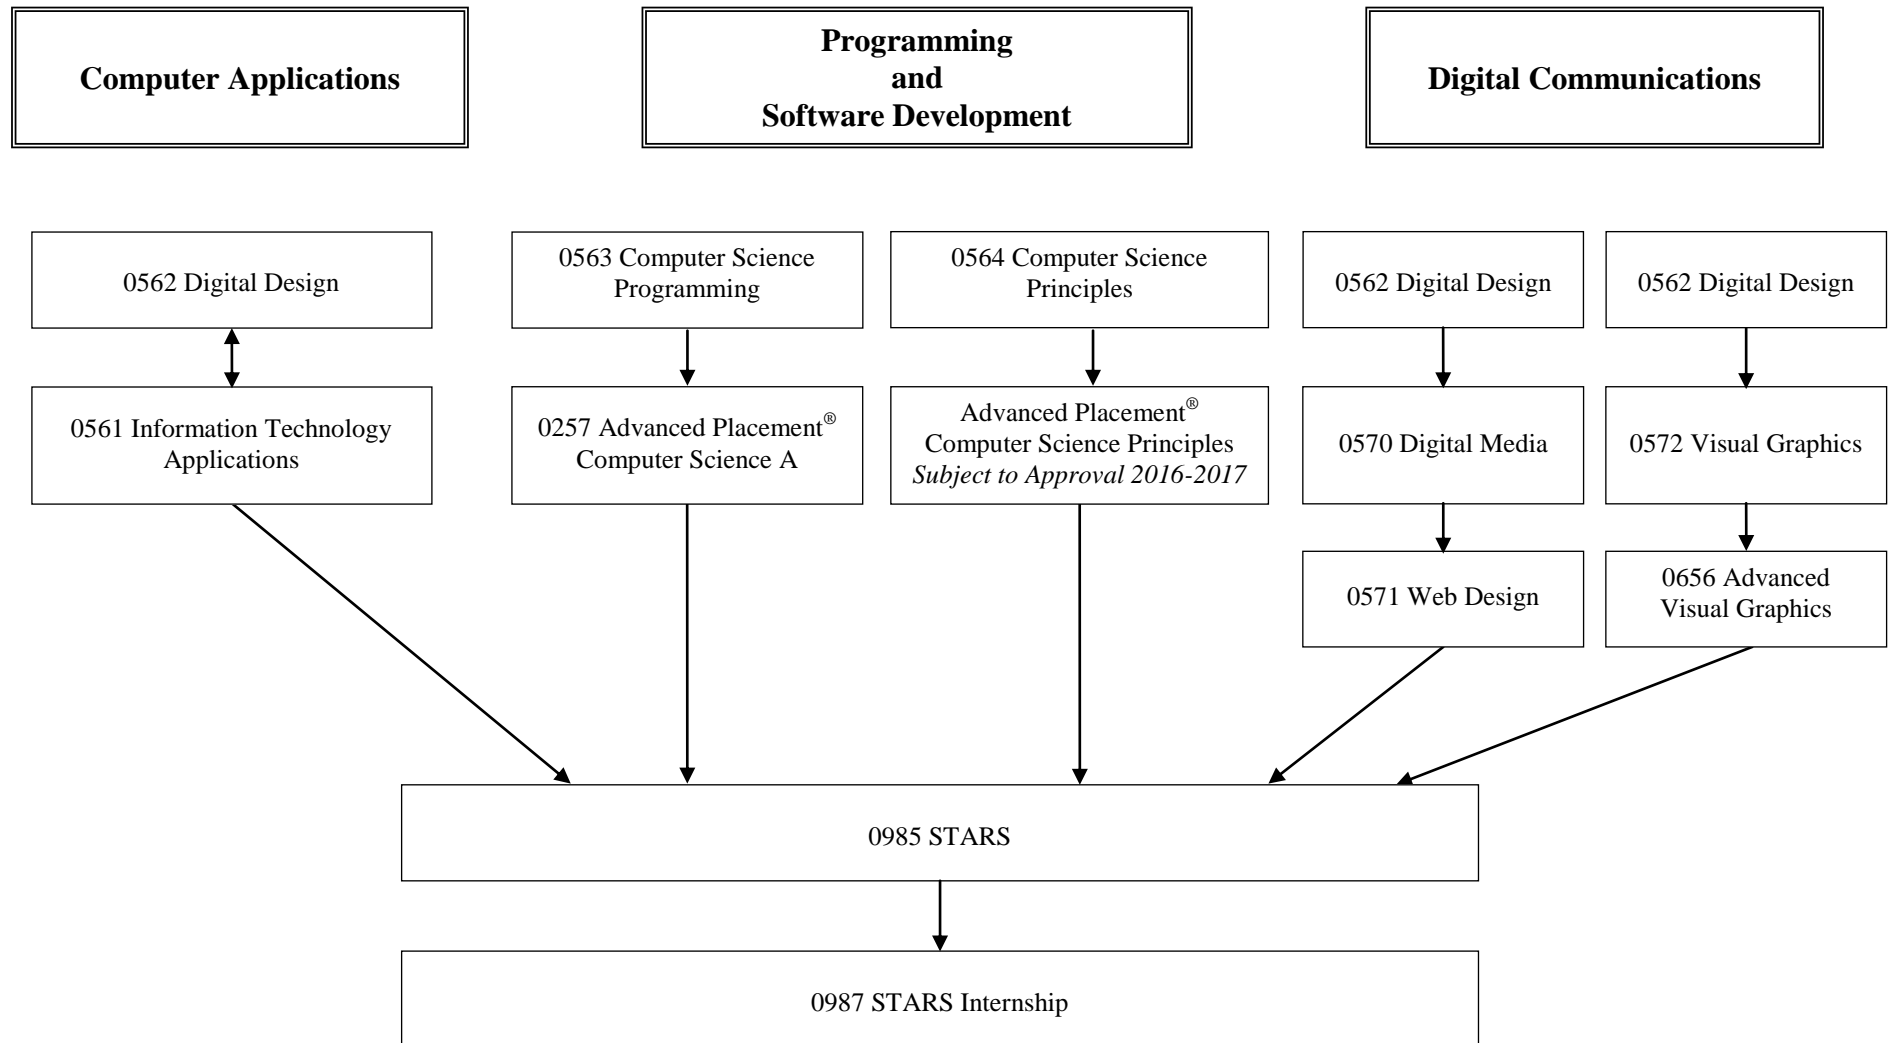 Computer Applications
Programming
and
Software Development
Digital Communications
0562 Digital Design
0563 Computer Science
Programming
0564 Computer Science
Principles
0562 Digital Design
0562 Digital Design
0561 Information Technology
Applications
0257 Advanced Placement®
Computer Science A
Advanced Placement®
Computer Science Principles
Subject to Approval 2016-2017
0570 Digital Media
0572 Visual Graphics
0571 Web Design
0656 Advanced
Visual Graphics
0985 STARS
0987 STARS Internship